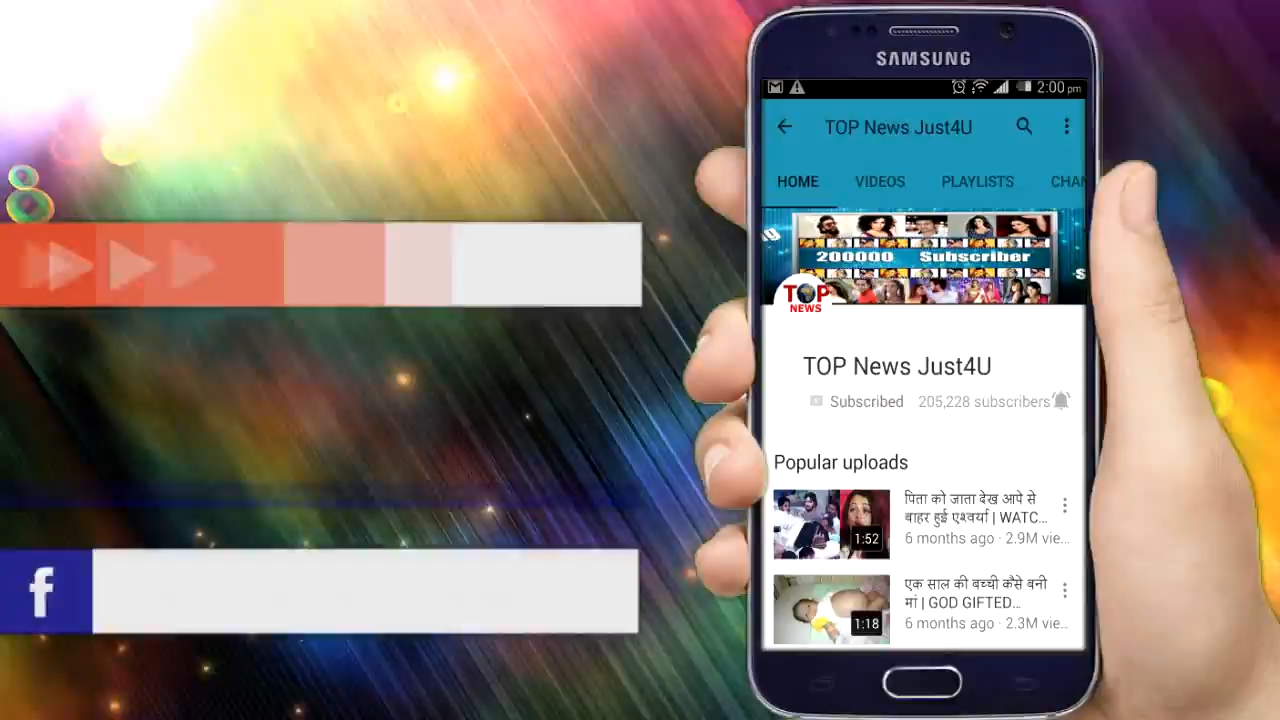 SAMSUNG
2:00 pm
TOP News Just4U
HOME VIDEOS PLAYLISTS CHAN
200000 Subscriber
TOP
NEWS
TOP News Just4U
Subscribed 205,228 subscribers
Popular uploads
पिता को जाता देख आपे से
बाहर हुई एश्वर्या | WATC...
1:52
6 months ago · 2.9M vie...
एक साल की बच्ची कैसे बनी
मां | GOD GIFTED...
1:18
6 months ago · 2.3M vie...
f